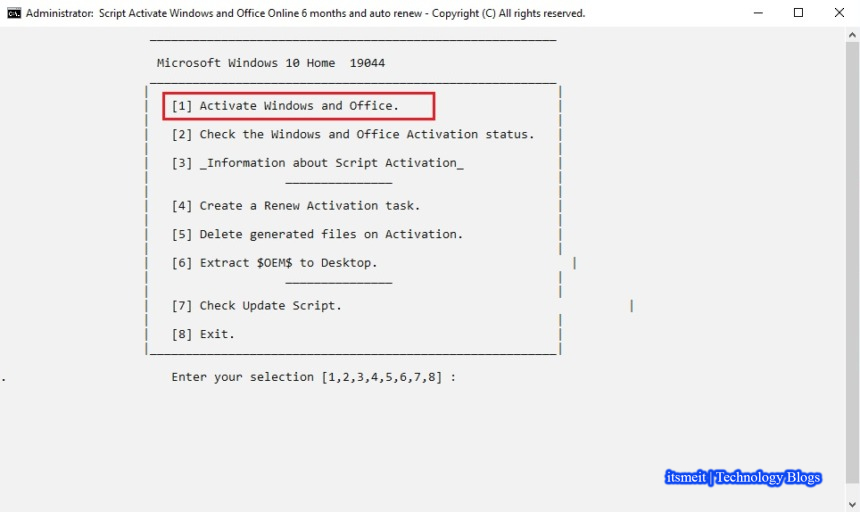 Administrator:  Script Activate Windows and Office Online 6 months and auto renew - Copyright (C) All rights reserved.
Microsoft Windows 10 Home  19044
[1] Activate Windows and Office.
[2] Check the Windows and Office Activation status.
[3] _Information about Script Activation_
[4] Create a Renew Activation task.
[5] Delete generated files on Activation.
[6] Extract $OEM$ to Desktop.
[7] Check Update Script.
[8] Exit.
. Enter your selection [1,2,3,4,5,6,7,8] :
itsmeit | Technology Blogs